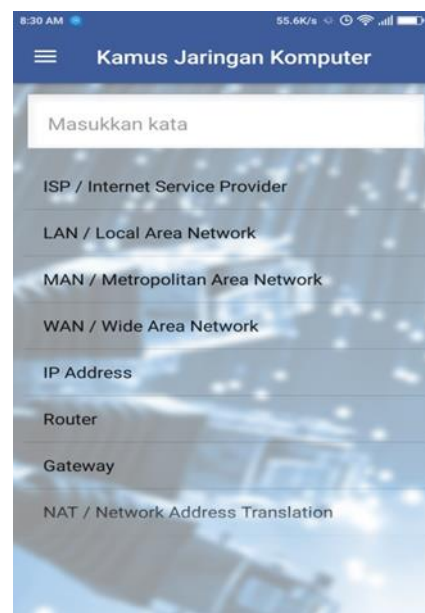 8:30 AM 55.6K/s
Kamus Jaringan Komputer
Masukkan kata
ISP / Internet Service Provider
LAN / Local Area Network
MAN / Metropolitan Area Network
WAN / Wide Area Network
IP Address
Router
Gateway
NAT / Network Address Translation